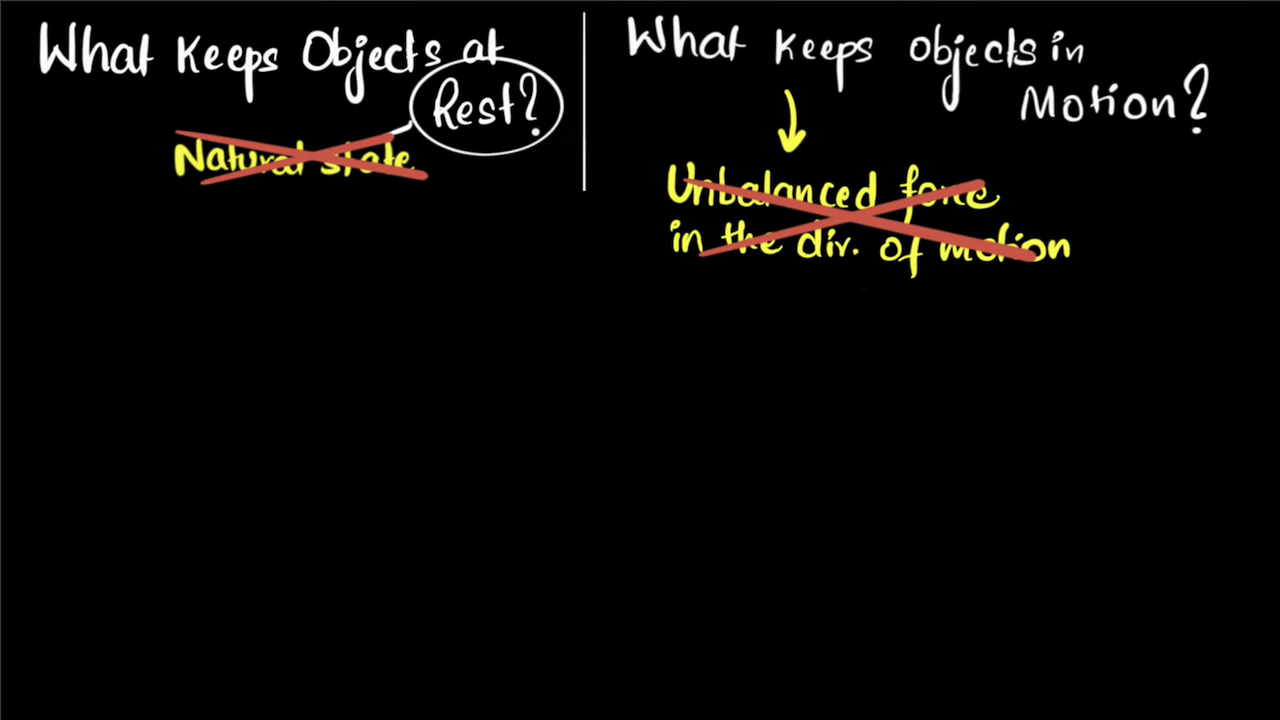 What Keeps Objects at
Rest?
Natural state
What keeps objects in
Motion?
Unbalanced force
in the dir. of motion